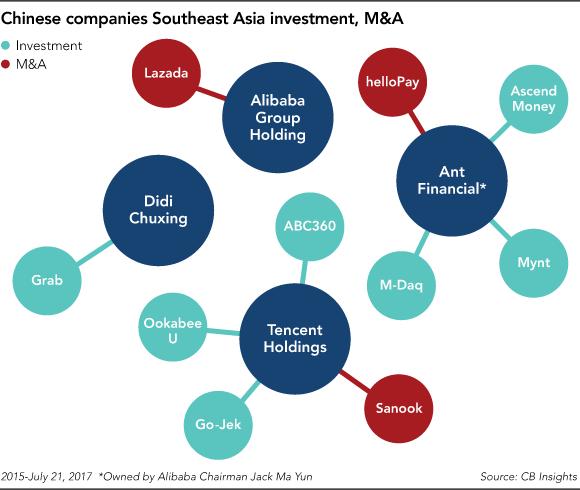 Chinese companies Southeast Asia investment, M&A
Investment
M&A
Lazada
Alibaba
Group
Holding
helloPay
Ascend
Money
Ant
Financial*
Didi
Chuxing
ABC360
Grab
M-Daq
Mynt
Ookabee
U
Tencent
Holdings
Go-Jek
Sanook
2015-July 21, 2017 *Owned by Alibaba Chairman Jack Ma Yun
Source: CB Insights